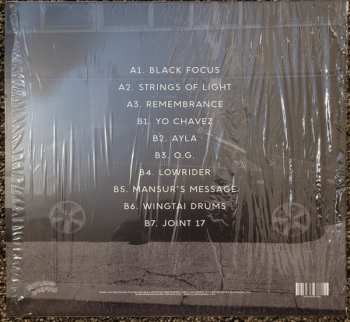 A1. BLACK FOCUS
A2. STRINGS OF LIGHT
A3. REMEMBRANCE
B1. YO CHAVEZ
B2. AYLA
B3. O.G.
B4. LOWRIDER
B5. MANSUR'S MESSAGE
B6. WINGTAI DRUMS
B7. JOINT 17